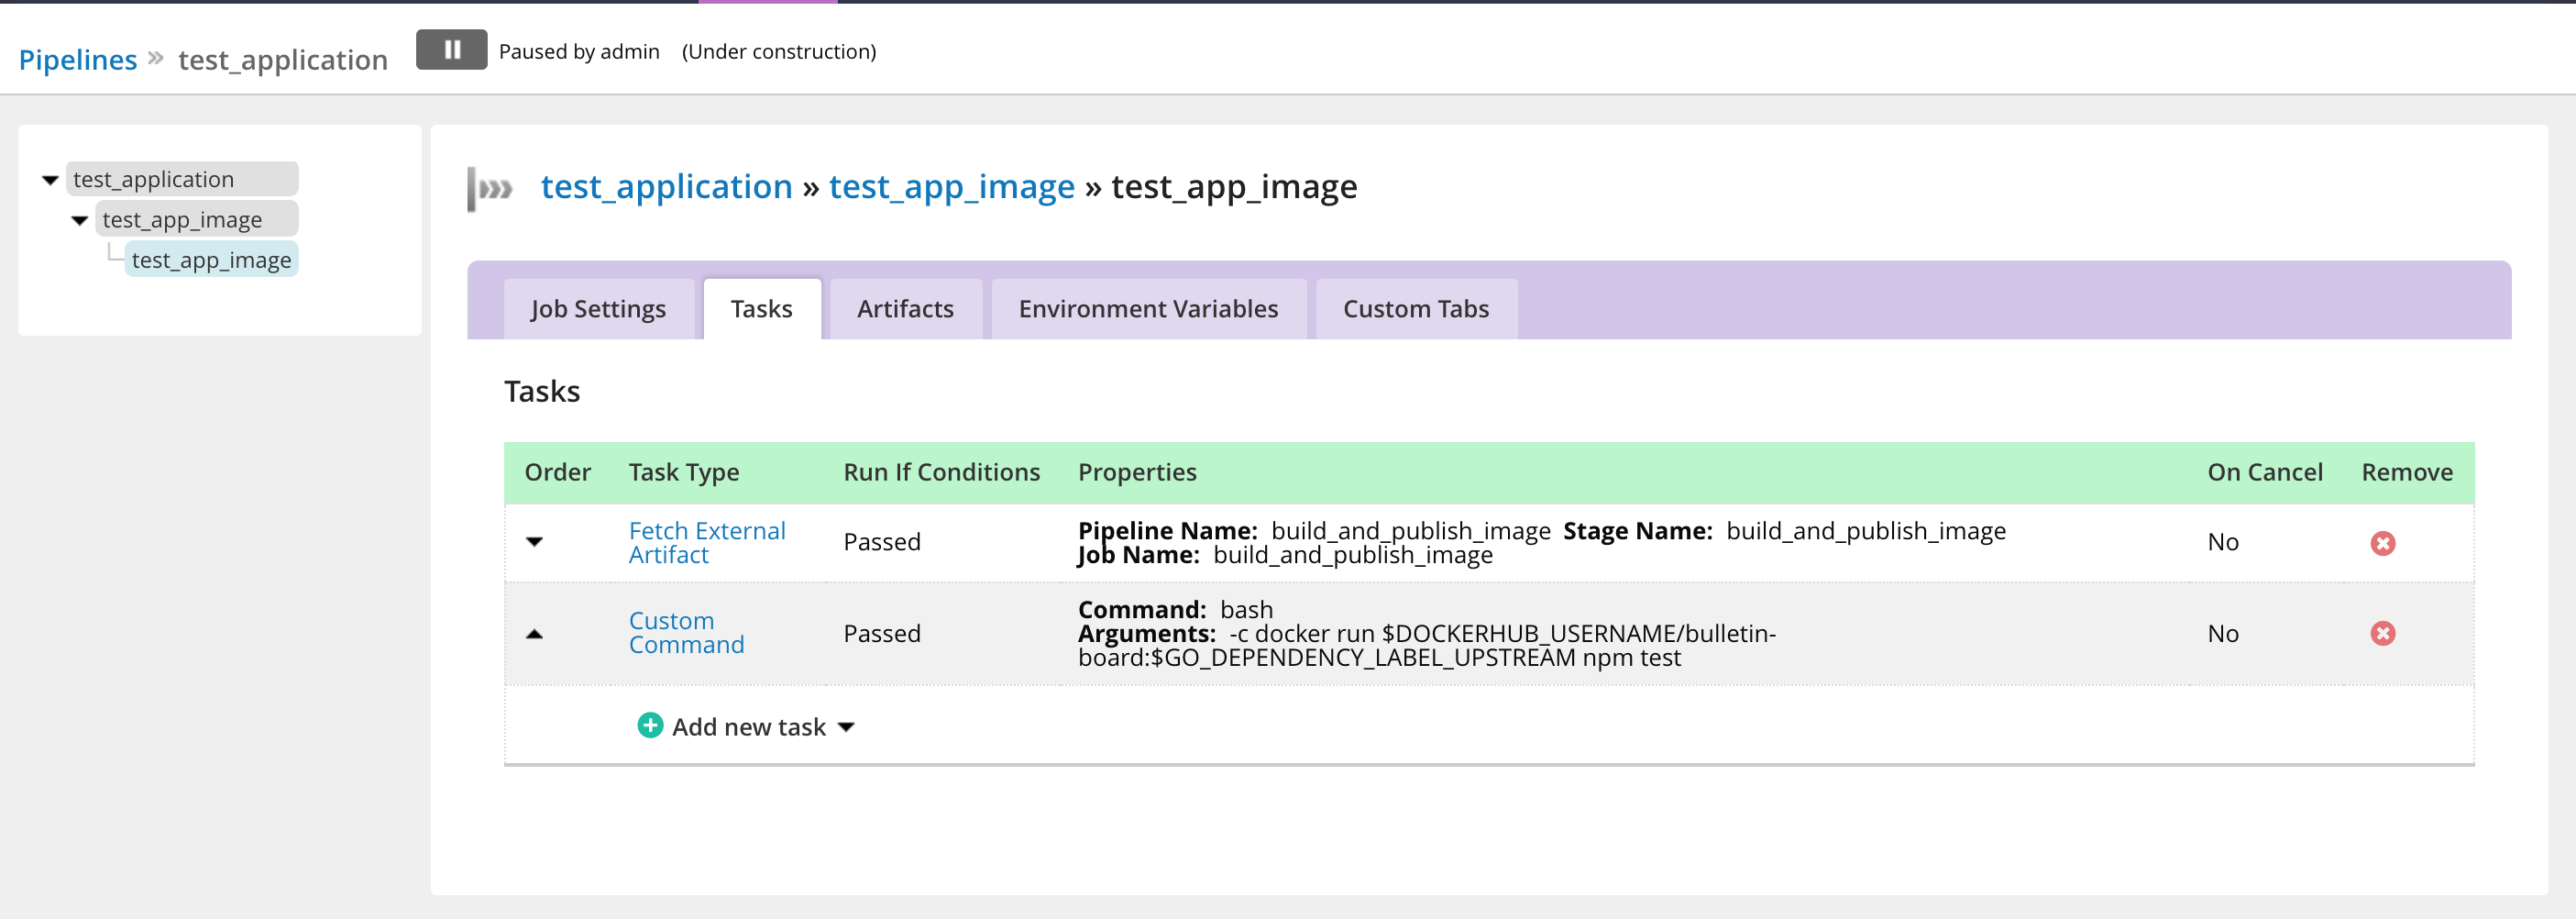 Pipelines » test_application Paused by admin (Under construction)
test_application
test_app_image
test_app_image
test_application » test_app_image » test_app_image
Job Settings Tasks Artifacts Environment Variables Custom Tabs
Tasks
Order Task Type Run If Conditions Properties On Cancel Remove
Fetch External Artifact Passed Pipeline Name: build_and_publish_image Stage Name: build_and_publish_image No
Job Name: build_and_publish_image
Custom Command Passed Command: bash No
Arguments: -c docker run $DOCKERHUB_USERNAME/bulletin-
board:$GO_DEPENDENCY_LABEL_UPSTREAM npm test
Add new task